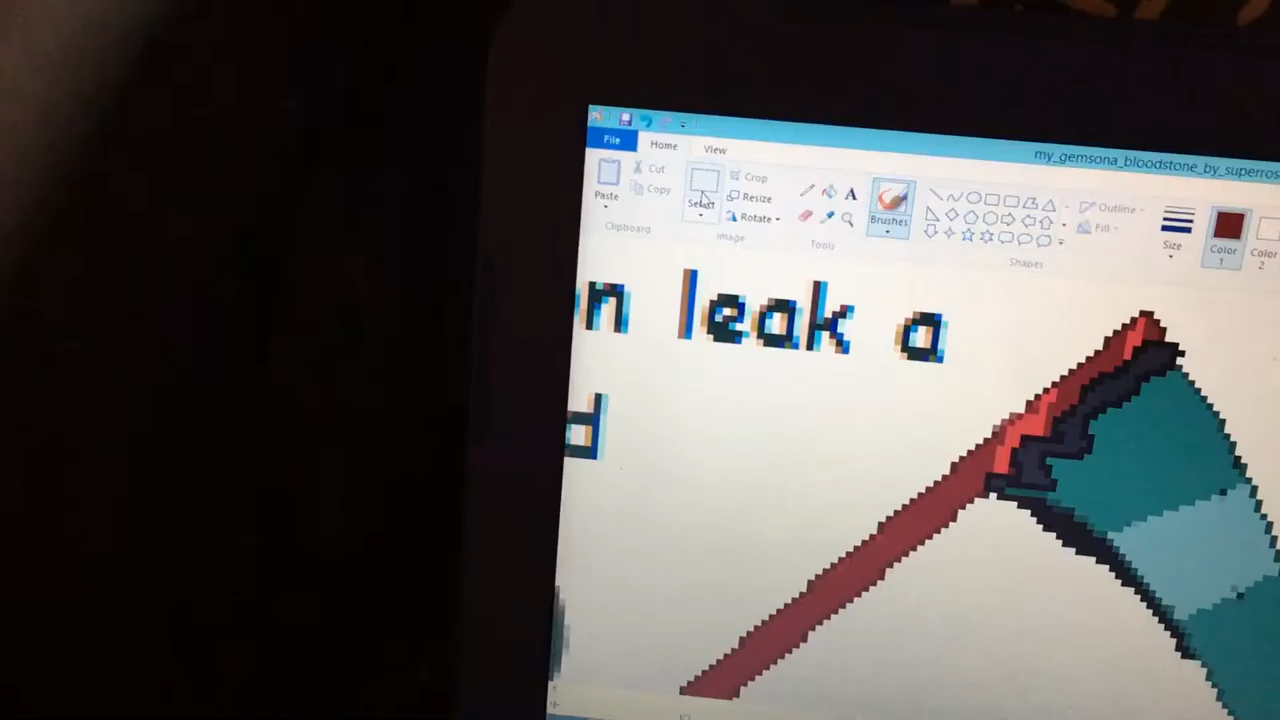 my_gemsona_bloodstone_by_superros
File Home View
Paste
Cut
Copy
Clipboard
Select
Crop
Resize
Rotate
Image
A
Tools
Brushes
Outline
Fill
Shapes
Size
Color 1
Color 2
n leak a
d